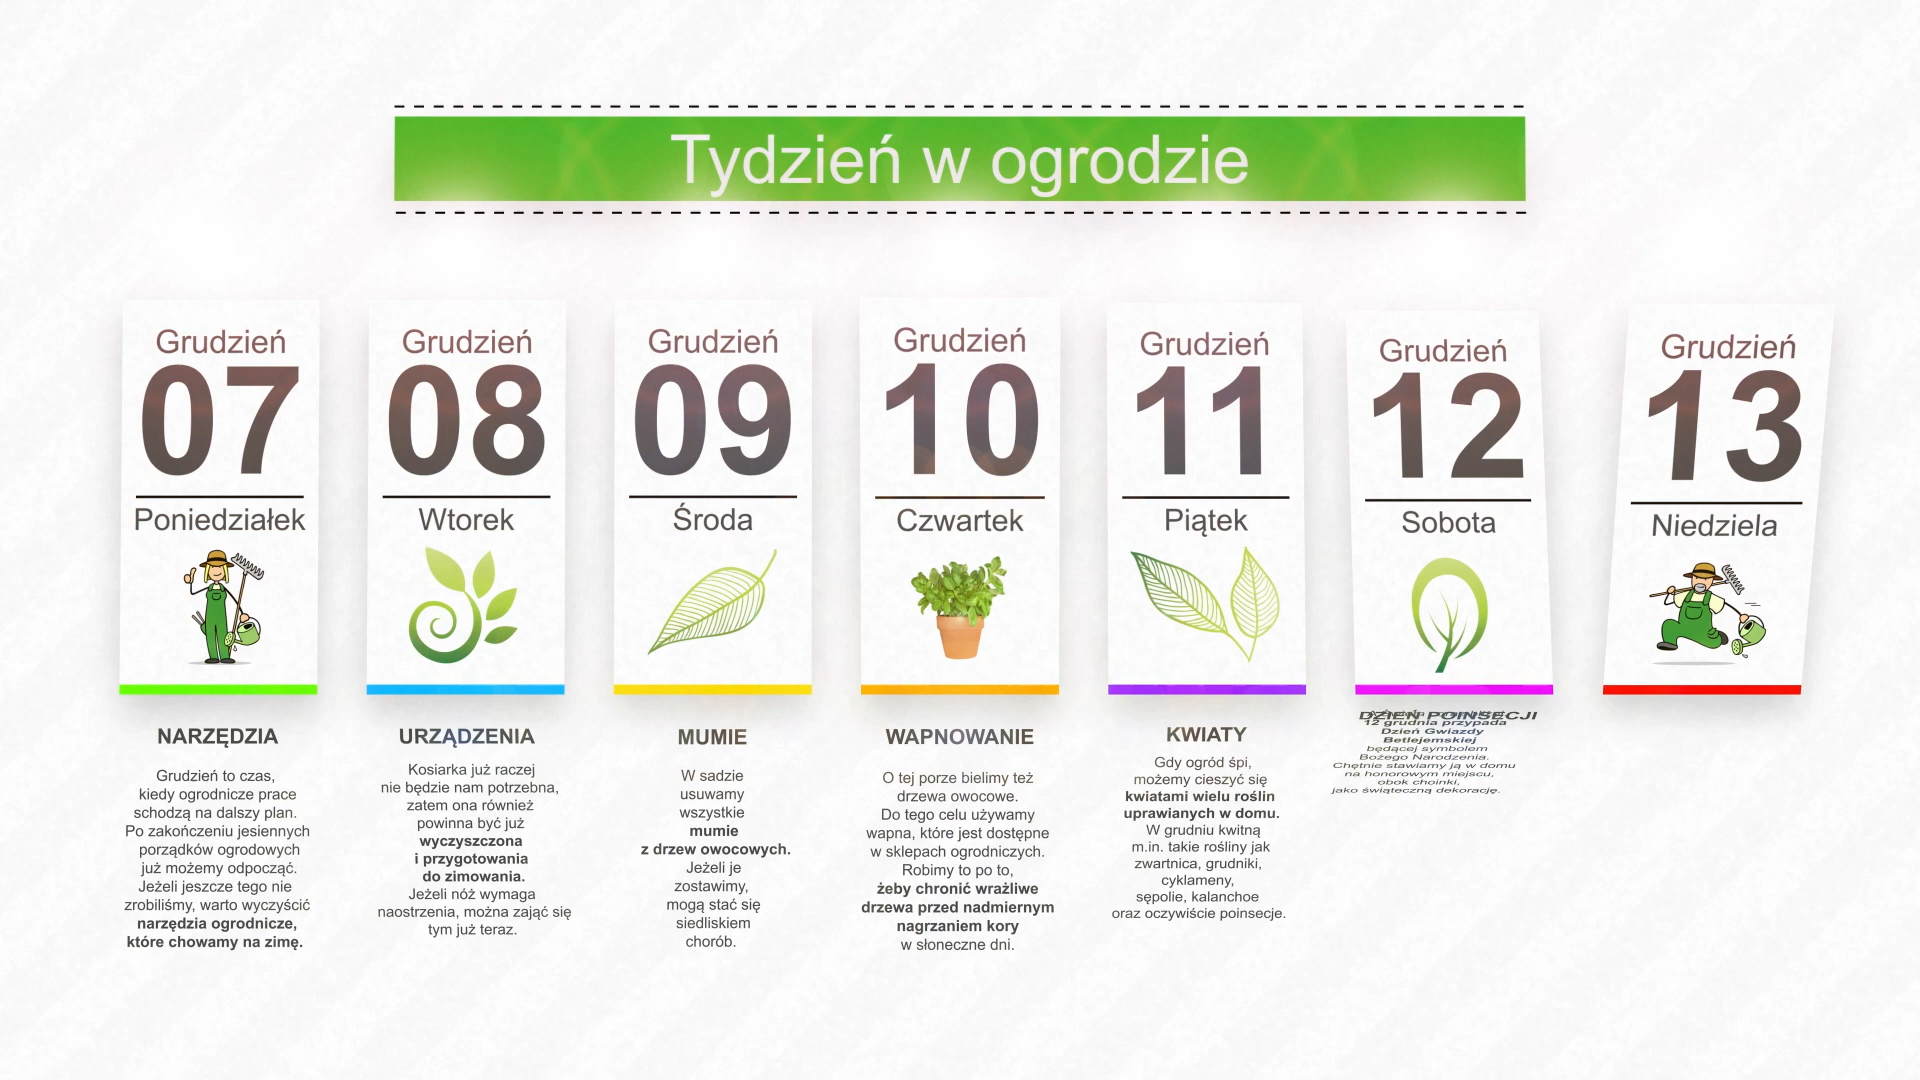 Tydzień w ogrodzie
Grudzień
07
Poniedziałek
NARZĘDZIA
Grudzień to czas,
kiedy ogrodnicze prace
schodzą na dalszy plan.
Po zakończeniu jesiennych
porządków ogrodowych
już możemy odpocząć.
Jeżeli jeszcze tego nie
zrobiliśmy, warto wyczyścić
narzędzia ogrodnicze,
które chowamy na zimę.
Grudzień
08
Wtorek
URZĄDZENIA
Kosiarka już raczej
nie będzie nam potrzebna,
zatem ona również
powinna być już
wyczyszczona
i przygotowania
do zimowania.
Jeżeli nóż wymaga
naostrzenia, można zająć się
tym już teraz.
Grudzień
09
Środa
MUMIE
W sadzie
usuwamy
wszystkie
mumie
z drzew owocowych.
Jeżeli je
zostawimy,
mogą stać się
siedliskiem
chorób.
Grudzień
10
Czwartek
WAPNOWANIE
O tej porze bielimy też
drzewa owocowe.
Do tego celu używamy
wapna, które jest dostępne
w sklepach ogrodniczych.
Robimy to po to,
żeby chronić wrażliwe
drzewa przed nadmiernym
nagrzaniem kory
w słoneczne dni.
Grudzień
11
Piątek
KWIATY
Gdy ogród śpi,
możemy cieszyć się
kwiatami wielu roślin
uprawianych w domu.
W grudniu kwitną
m.in. takie rośliny jak
zwartnica, grudniki,
cyklameny,
sępolie, kalanchoe
oraz oczywiście poinsecje.
Grudzień
12
Sobota
DZIEŃ POINSECJI
12 grudnia przypada
Dzień Gwiazdy
Betlejemskiej
będącej symbolem
Bożego Narodzenia.
Chętnie stawiamy ją w domu
na honorowym miejscu,
obok choinki,
jako świąteczną dekorację.
Grudzień
13
Niedziela